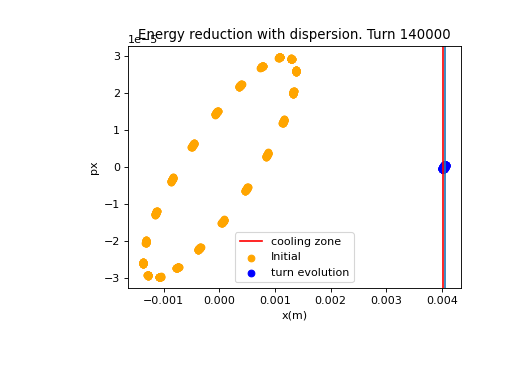 Energy reduction with dispersion. Turn 140000
1e−5
3
2
1
0
−1
−2
−3
px
cooling zone
Initial
turn evolution
−0.001 0.000 0.001 0.002 0.003 0.004
x(m)